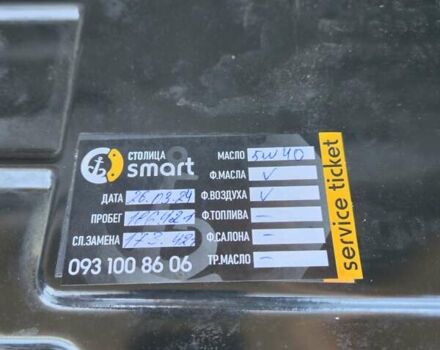 СТОЛИЦА
smart
МАСЛО 5W40
Ф.МАСЛА V
ДАТА 26.03.24
Ф.ВОЗДУХА V
ПРОБЕГ
Ф.ТОПЛИВА –
СЛ.ЗАМЕНА
Ф.САЛОНА –
093 100 86 06
ТР.МАСЛО –
service ticket